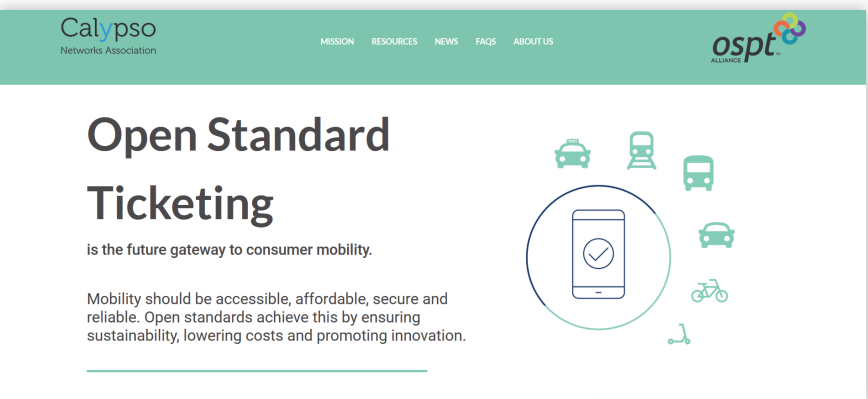 Calypso
Networks Association
MISSION RESOURCES NEWS FAQS ABOUT US
ospt
ALLIANCE
TAXI
Open Standard
Ticketing
is the future gateway to consumer mobility.
Mobility should be accessible, affordable, secure and
reliable. Open standards achieve this by ensuring
sustainability, lowering costs and promoting innovation.